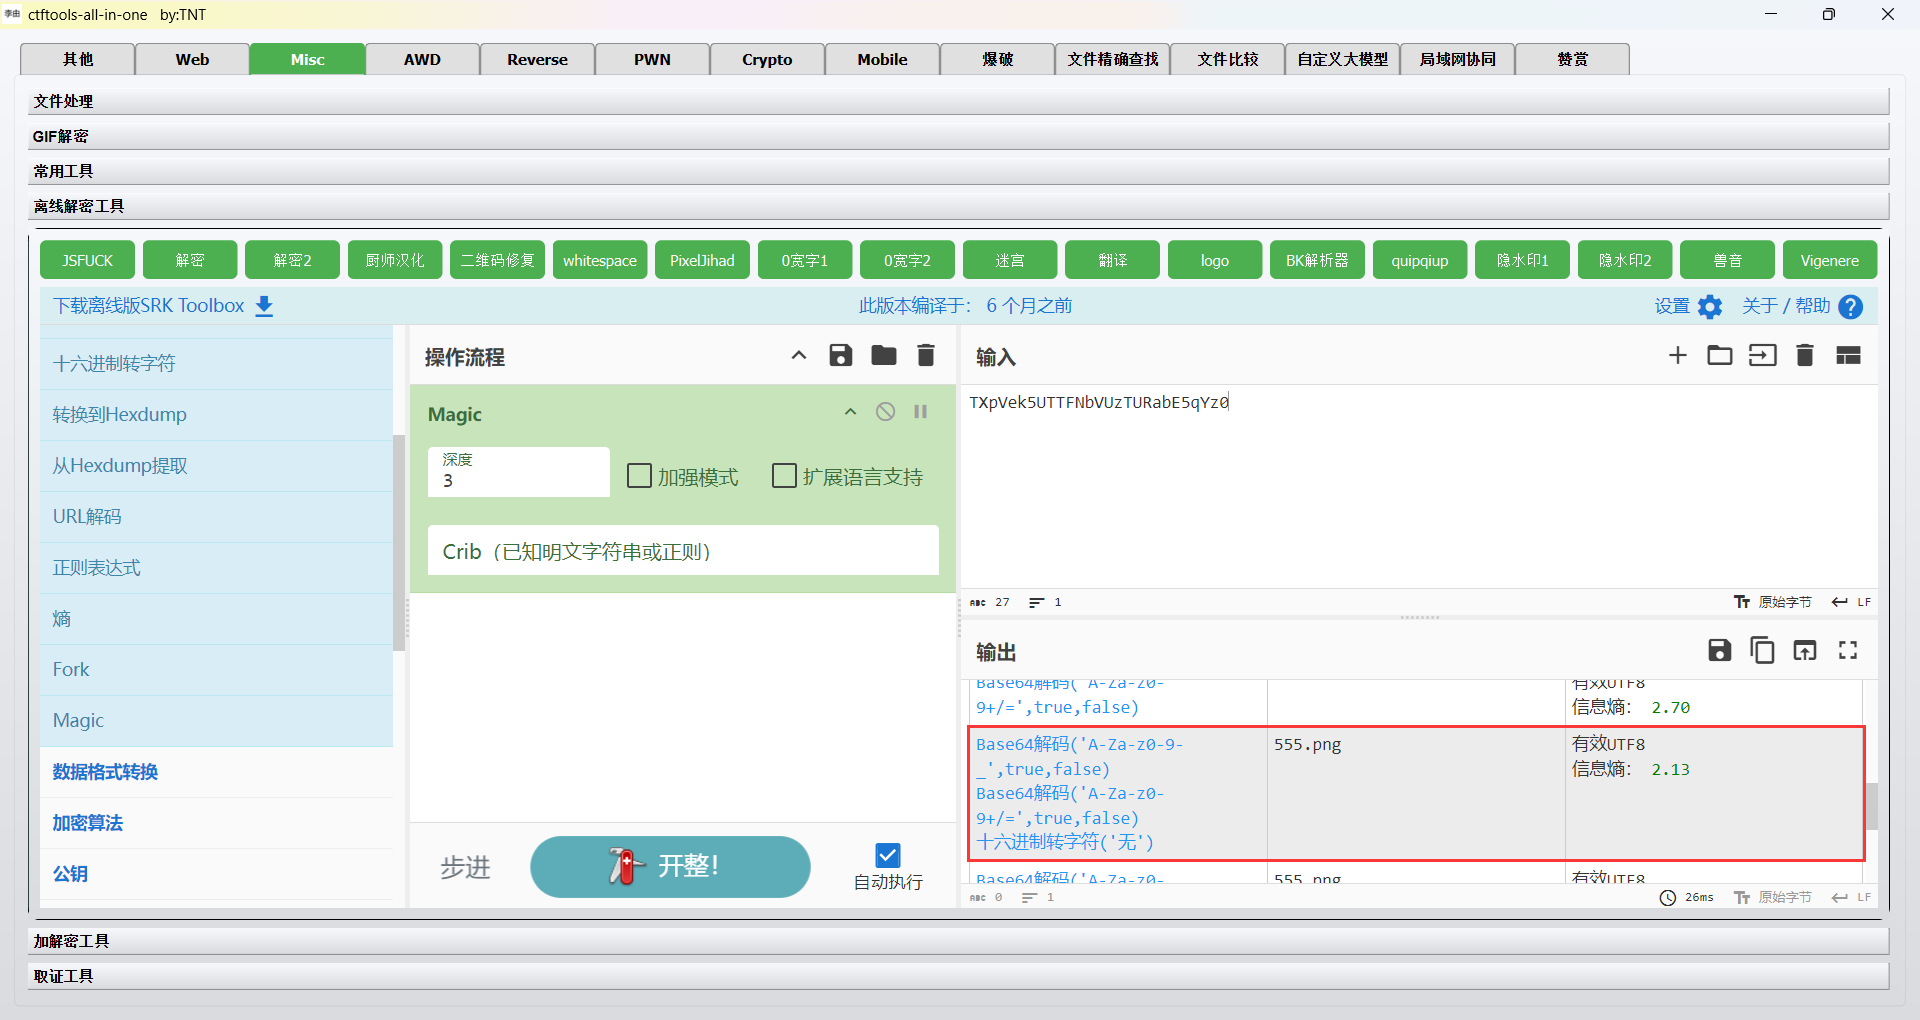 李由 ctftools-all-in-one by:TNT
其他 Web Misc AWD Reverse PWN Crypto Mobile 爆破 文件精确查找 文件比较 自定义大模型 局域网协同 赞赏
文件处理
GIF解密
常用工具
离线解密工具
JSFUCK 解密 解密2 厨师汉化 二维码修复 whitespace PixelJihad 0宽字1 0宽字2 迷宫 翻译 logo BK解析器 quipqiup 隐水印1 隐水印2 兽音 Vigenere
下载离线版SRK Toolbox 此版本编译于： 6 个月之前 设置 关于 / 帮助
十六进制转字符
转换到Hexdump
从Hexdump提取
URL解码
正则表达式
熵
Fork
Magic
数据格式转换
加密算法
公钥
操作流程
Magic
深度
3
加强模式 扩展语言支持
Crib（已知明文字符串或正则）
步进 开整！ 自动执行
输入
TXpVek5UTTFNbVUzTURabE5qYz0
ABC 27 1 原始字节 LF
输出
Base64解码('A-Za-z0-
9+/=',true,false)
有效UTF8
信息熵： 2.70
Base64解码('A-Za-z0-9-
_',true,false)
Base64解码('A-Za-z0-
9+/=',true,false)
十六进制转字符('无')
555.png
有效UTF8
信息熵： 2.13
Base64解码('A-Za-z0-
555.png
有效UTF8
ABC 0 1 26ms 原始字节 LF
加解密工具
取证工具